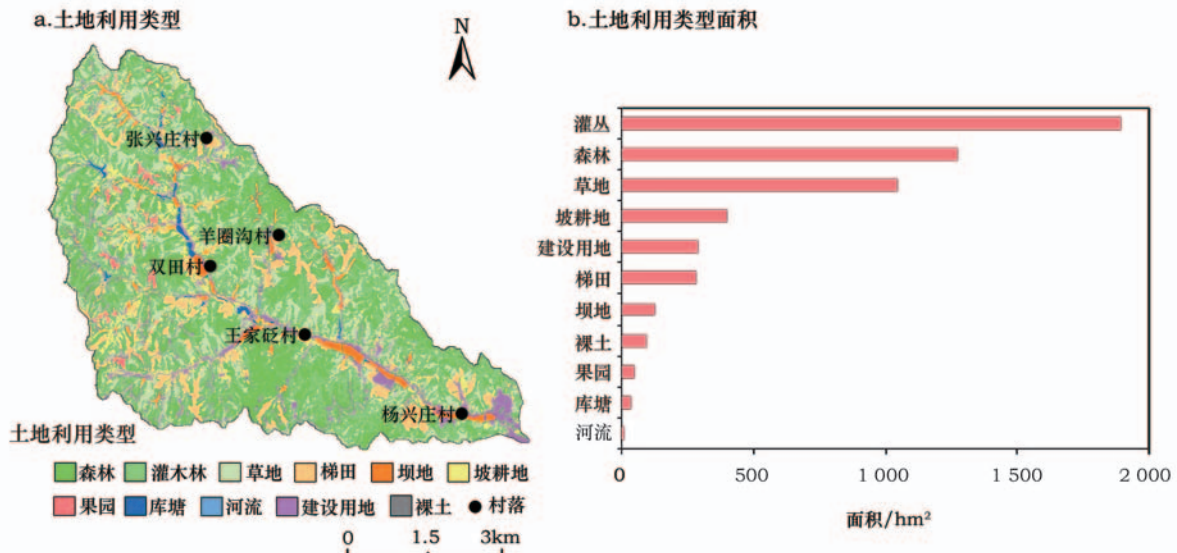 a.土地利用类型
N
张兴庄村
羊圈沟村
双田村
王家砭村
杨兴庄村
土地利用类型
森林 灌木林 草地 梯田 坝地 坡耕地
果园 库塘 河流 建设用地 裸土 村落
0 1.5 3km
b.土地利用类型面积
灌丛
森林
草地
坡耕地
建设用地
梯田
坝地
裸土
果园
库塘
河流
0 500 1 000 1 500 2 000
面积/hm²